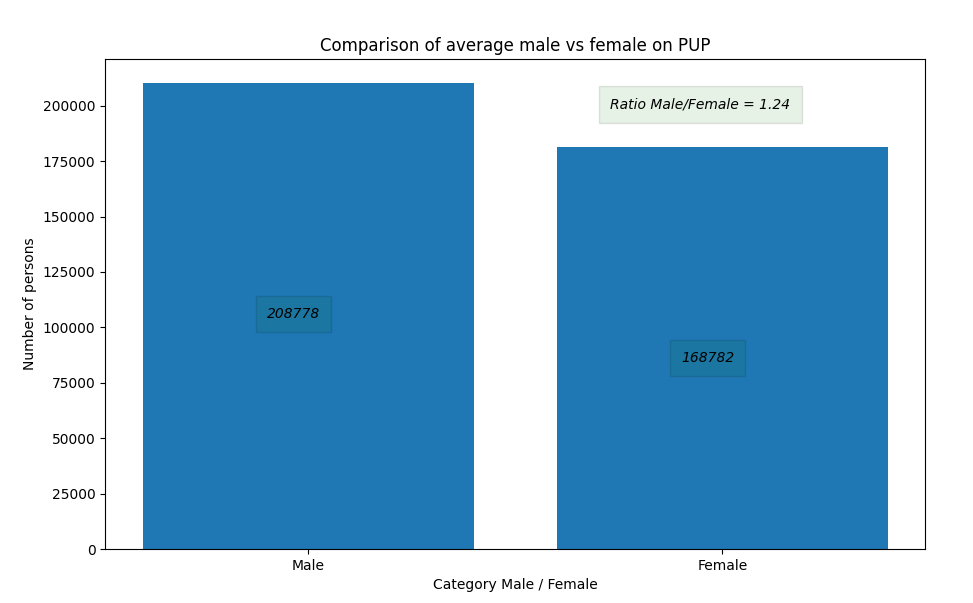 Comparison of average male vs female on PUP
Number of persons
200000
175000
150000
125000
100000
75000
50000
25000
0
Ratio Male/Female = 1.24
208778
168782
Male
Female
Category Male / Female